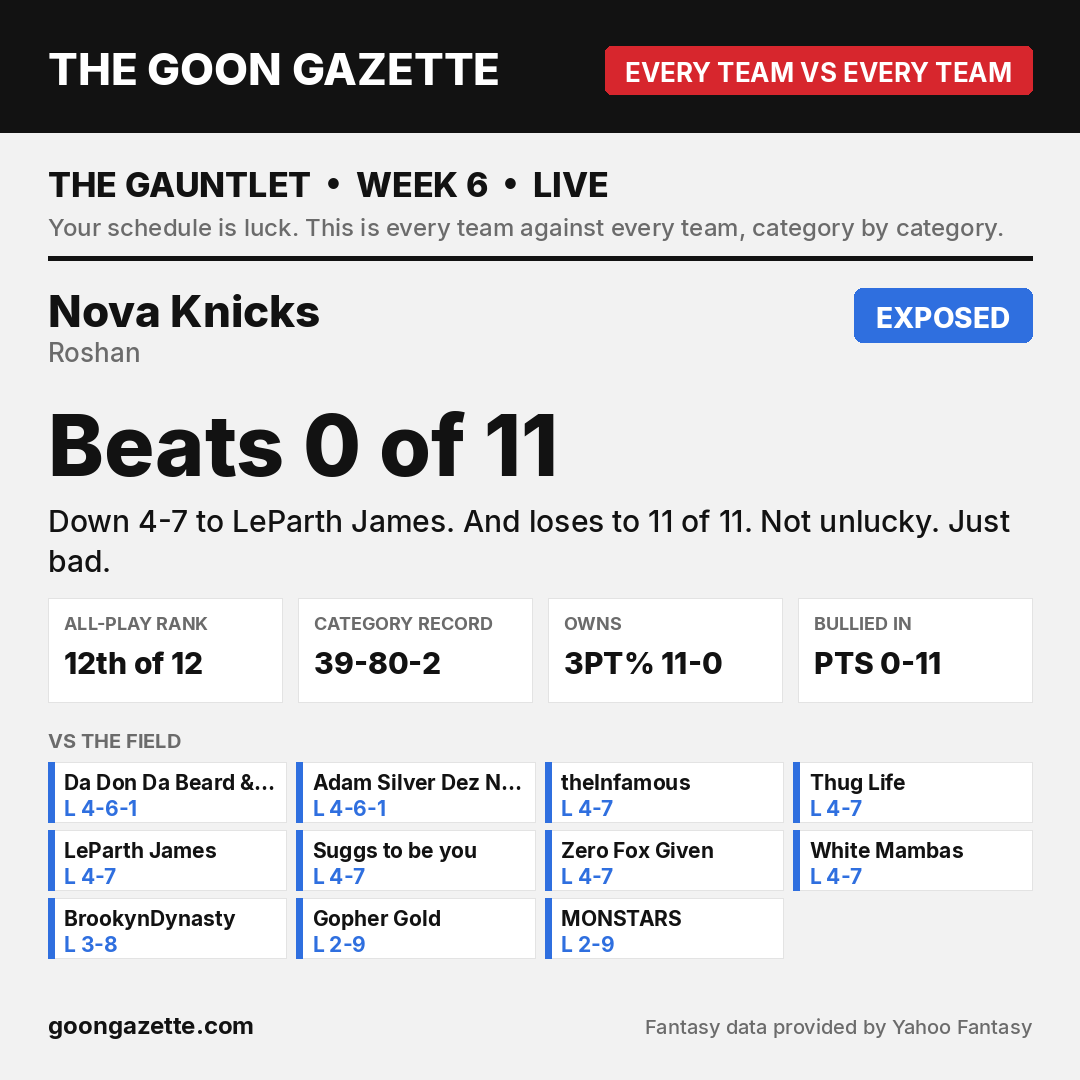 THE GOON GAZETTE
EVERY TEAM VS EVERY TEAM
THE GAUNTLET • WEEK 6 • LIVE
Your schedule is luck. This is every team against every team, category by category.
Nova Knicks
EXPOSED
Roshan
Beats 0 of 11
Down 4-7 to LeParth James. And loses to 11 of 11. Not unlucky. Just
bad.
ALL-PLAY RANK
12th of 12
CATEGORY RECORD
39-80-2
OWNS
3PT% 11-0
BULLIED IN
PTS 0-11
VS THE FIELD
Da Don Da Beard &...
L 4-6-1
Adam Silver Dez N...
L 4-6-1
theInfamous
L 4-7
Thug Life
L 4-7
LeParth James
L 4-7
Suggs to be you
L 4-7
Zero Fox Given
L 4-7
White Mambas
L 4-7
BrookynDynasty
L 3-8
Gopher Gold
L 2-9
MONSTARS
L 2-9
goongazette.com
Fantasy data provided by Yahoo Fantasy